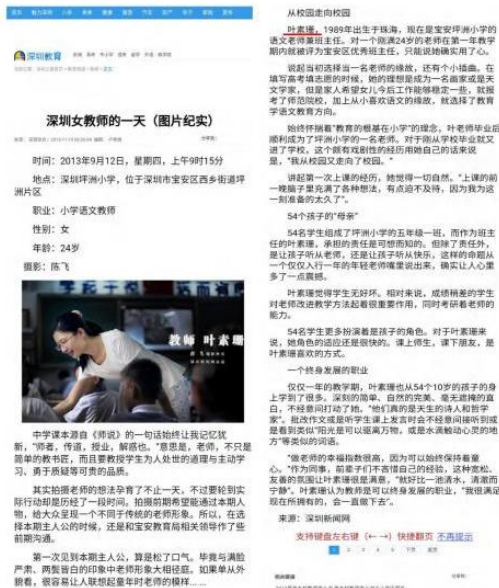 深圳教育
深圳女教师的一天（图片纪实）
时间：2013年9月12日，星期四，上午9时15分
地点：深圳坪洲小学，位于深圳市宝安区西乡街道坪
洲片区
职业：小学语文教师
性别：女
年龄：24岁
摄影：陈飞
教师 叶素珊
中学课本源自《师说》的一句话始终让我记忆犹
新，“师者，传道，授业，解惑也。”意思是，老师，不只是
简单的教书匠，而且要教授学生为人处世的道理与主动学
习、勇于质疑等可贵的品质。
其实拍摄老师的想法孕育了不止一天，不过要轮到实
际行动却是历经了一段时间。拍摄前期希望能通过本期人
物，给大众呈现一个不同于传统的老师形象。所以，在选
择本期主人公的时候，还是和宝安教育局相关领导作了些
前期沟通。
第一次见到本期主人公，算是松了口气。毕竟与满脸
严肃、两鬓皆白的印象中老师形象大相径庭。如果单从外
貌看，很容易让人联想起童年时老师的模样……
从校园走向校园
叶素珊，1989年出生于珠海，现在是宝安坪洲小学的
语文老师兼班主任。对一个刚满24岁的老师在第一年教学
期内就被评为宝安区优秀班主任，只能说她确实用了心。
说起当初选择当一名老师的缘故，还有个小插曲。在
填写高考填志愿的时候，她的理想是成为一名画家或是天
文学家，但是家人希望女儿今后工作能够稳定一些，就报
考了师范院校，加上从小喜欢语文的缘故，就选择了教育
学语文教育方向。
始终怀揣着“教育的根基在小学”的理念，叶老师毕业后
顺利成为了坪洲小学的一名老师。对于刚从学校毕业就又
进了学校，这个颇有戏剧性的经历用她自己的话来说
是，“我从校园又走向了校园。”
讲起第一次上课的经历，她觉得一切自然。“上课的前
一晚脑子里充满了各种想法，有点迫不及待，因为我为这
一刻准备的太久了”。
54个孩子的“母亲”
54名学生组成了坪洲小学的五年级一班，而作为班主
任的叶素珊，承担的责任是可想而知的。但除了责任外，
是让孩子听从老师，还是让孩子听从快乐。这样的命题从
一个仅仅入行一年的年轻老师嘴里说出来，确实让人心里
多了一点震撼。
叶素珊觉得学生无好坏。相对来说，成绩稍差的学生
对老师改进教学方法起着很重要作用，同时考研着老师的
能力。
54名学生更多扮演着是孩子的角色。对于叶素珊来
说，她角色的适应还是很快的。课上师生，课下朋友，是
叶素珊喜欢的方式。
一个终身发展的职业
仅仅一年的教学期，叶素珊也从54个10岁的孩子的身
上学到了很多。深刻的简单、自然的完美、毫无遮掩的直
白，不经意间打动了她。“他们真的是天生的诗人和哲学
家”。批改作文或是听学生课上发言时会不经意间接听到或
是看到类似“阳光是可以驱离万物，或是水滴触动心灵的地
方”等类似的词语。
“做老师的幸福指数很高，因为可以始终保持着童
心。”作为同事，前辈子们不吝惜自己的经验，这种宽松、
友善的氛围让叶素珊很是满意，“就好比一池清水，清澈而
宁静”。叶素珊认为教师是可以终身发展的职业，“我很满足
现在所拥有的，会一直做下去”。
来源：深圳新闻网
支持键盘左右键（← →）快捷翻页 不再提示